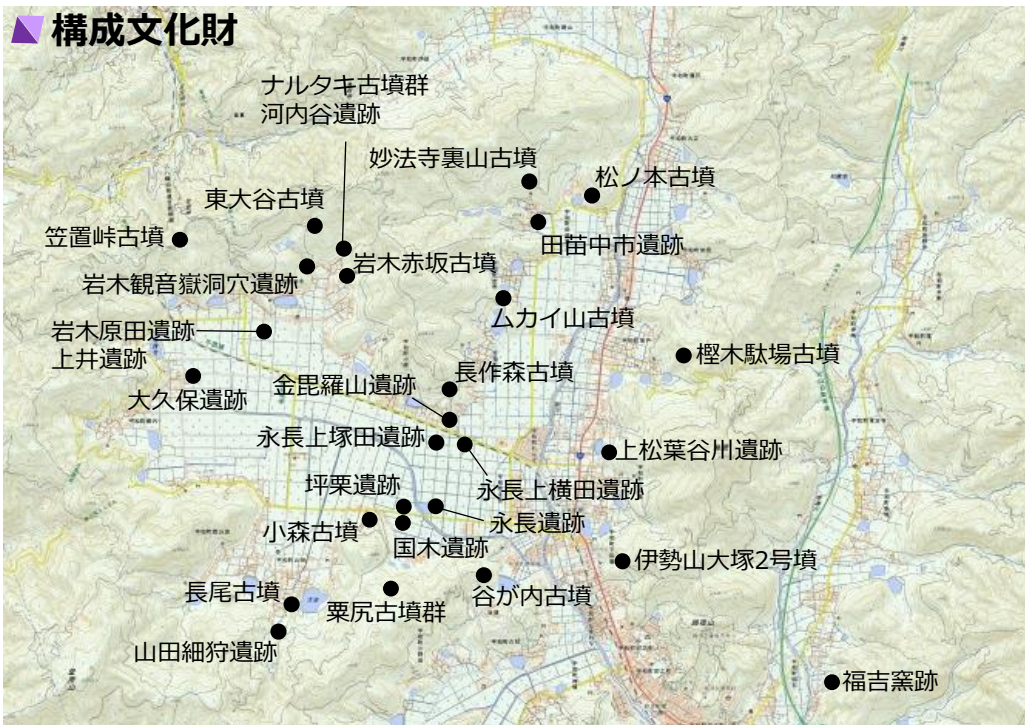 構成文化財
ナルタキ古墳群
河内谷遺跡
妙法寺裏山古墳
松ノ本古墳
東大谷古墳
笠置峠古墳
田苗中市遺跡
岩木赤坂古墳
岩木観音嶽洞穴遺跡
ムカイ山古墳
岩木原田遺跡
上井遺跡
樫木駄場古墳
大久保遺跡
長作森古墳
金毘羅山遺跡
永長上塚田遺跡
上松葉谷川遺跡
坪栗遺跡
永長上横田遺跡
小森古墳
永長遺跡
国木遺跡
伊勢山大塚2号墳
長尾古墳
粟尻古墳群
谷が内古墳
山田細狩遺跡
福吉窯跡